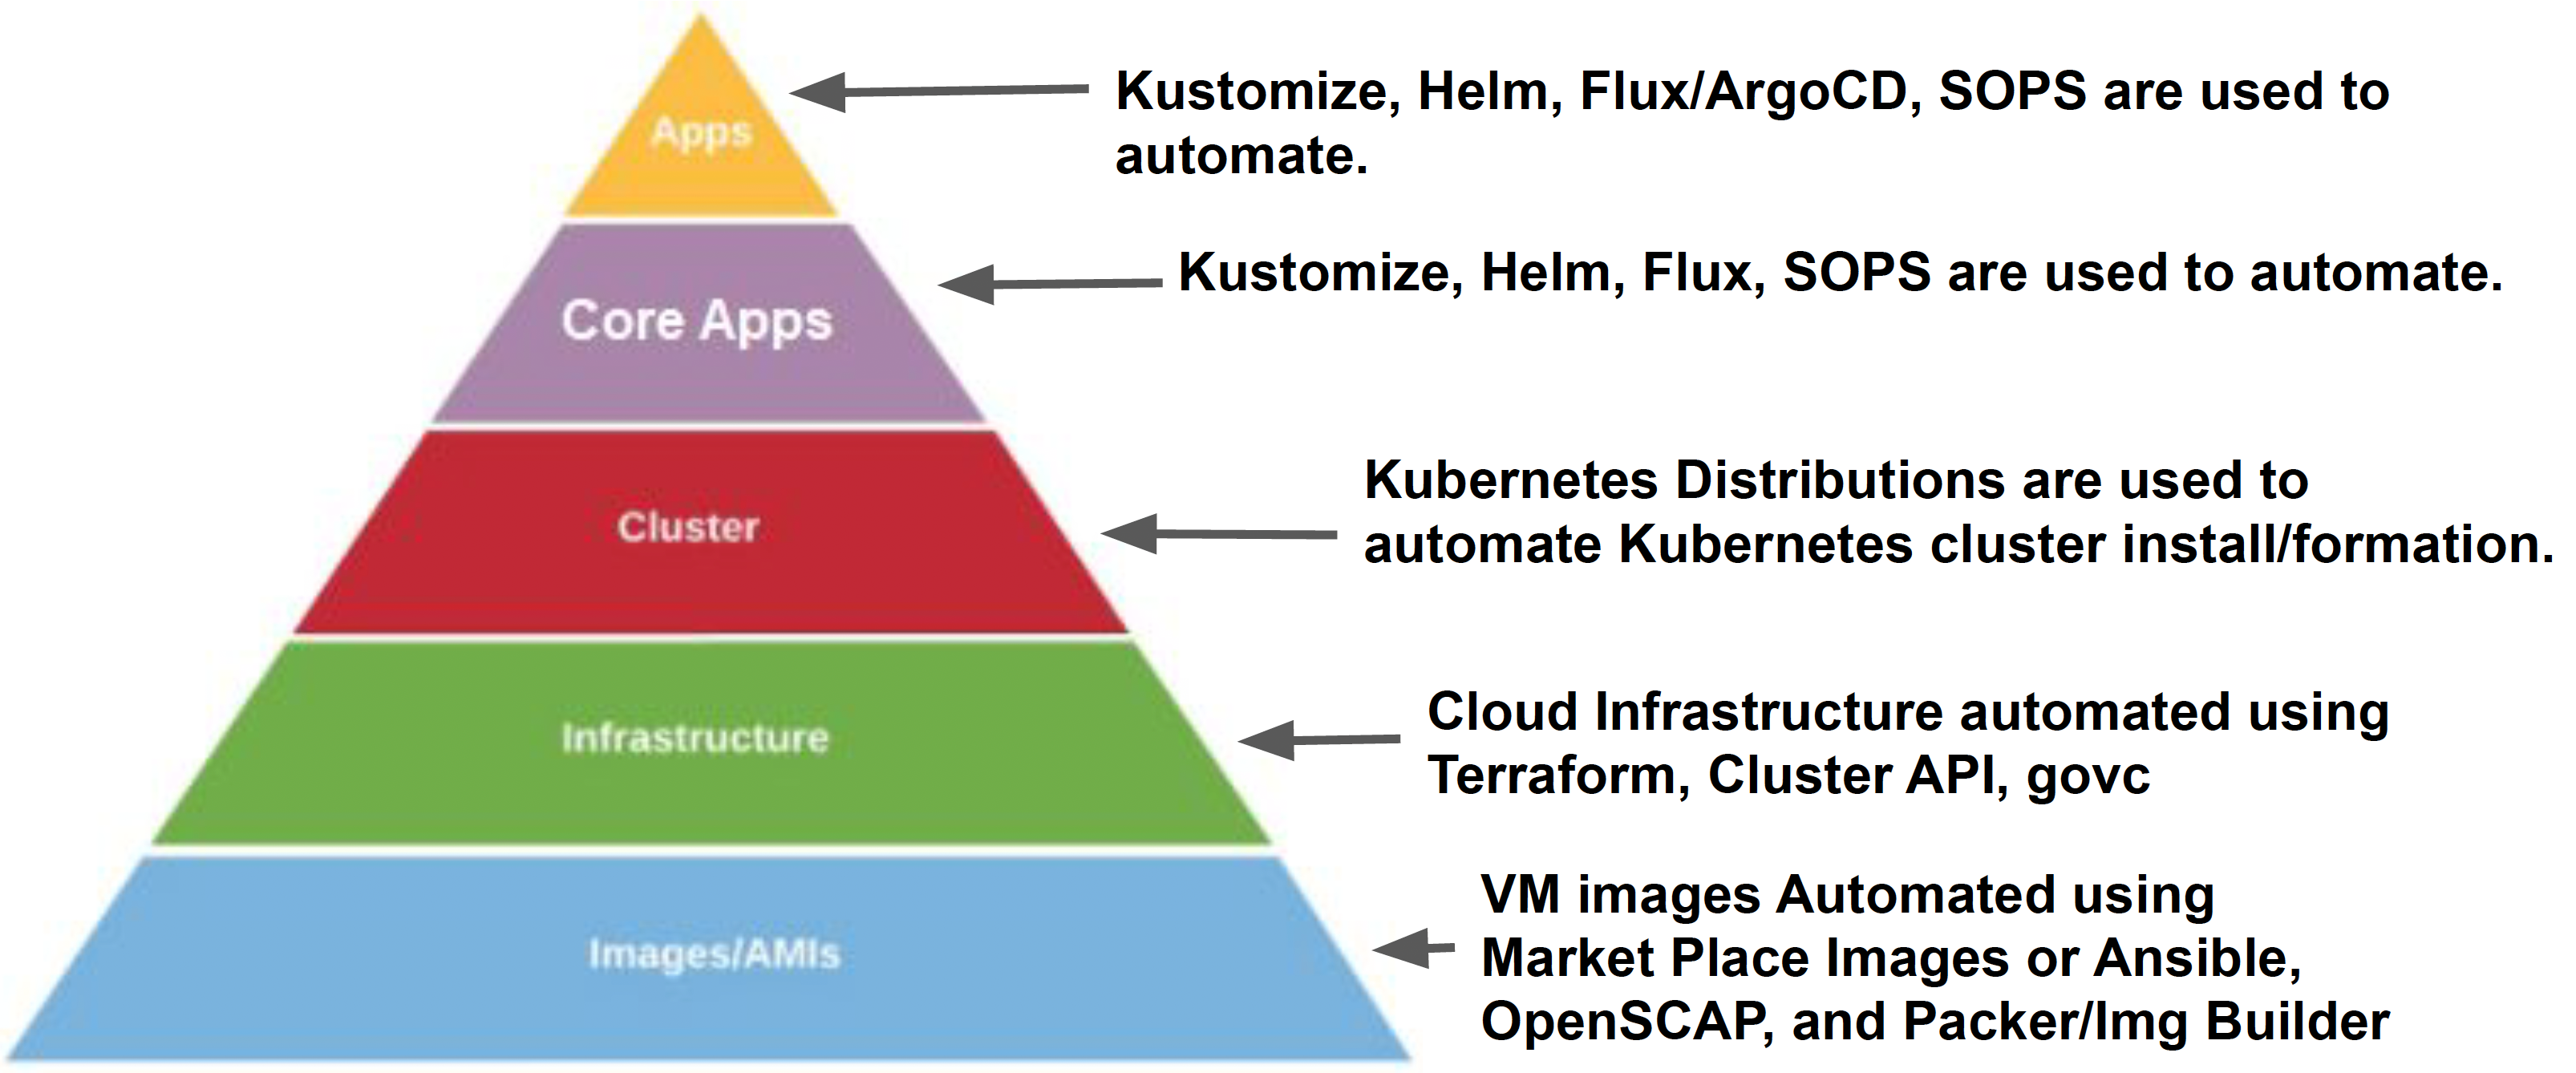 Apps
Kustomize, Helm, Flux/ArgoCD, SOPS are used to
automate.
Core Apps
Kustomize, Helm, Flux, SOPS are used to automate.
Cluster
Kubernetes Distributions are used to
automate Kubernetes cluster install/formation.
Infrastructure
Cloud Infrastructure automated using
Terraform, Cluster API, govc
Images/AMIs
VM images Automated using
Market Place Images or Ansible,
OpenSCAP, and Packer/Img Builder